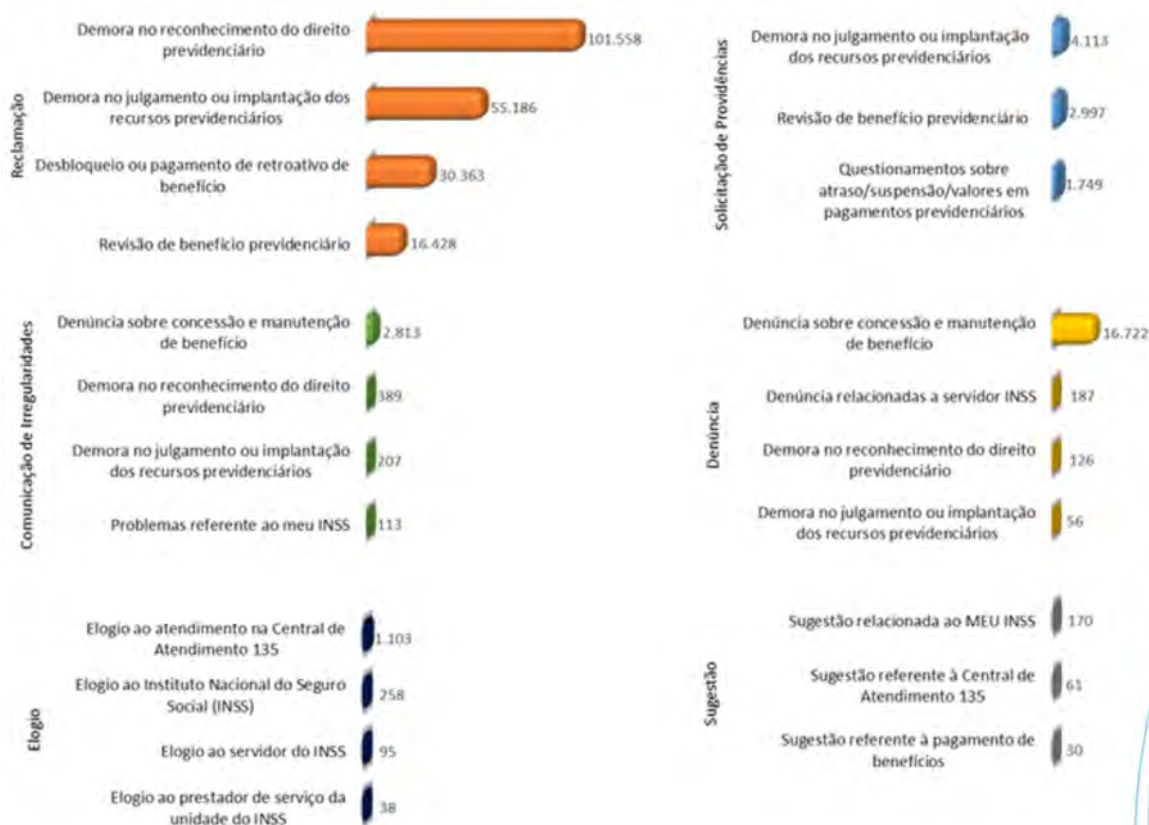 Reclamação
Demora no reconhecimento do direito
previdenciário
101.558
Demora no julgamento ou implantação dos
recursos previdenciários
55.186
Desbloqueio ou pagamento de retroativo de
benefício
30.363
Revisão de benefício previdenciário
16.428
Solicitação de Providências
Demora no julgamento ou implantação
dos recursos previdenciários
4.113
Revisão de benefício previdenciário
2.997
Questionamentos sobre
atraso/suspensão/valores em
pagamentos previdenciários
1.749
Comunicação de Irregularidades
Denúncia sobre concessão e manutenção
de benefício
2.813
Demora no reconhecimento do direito
previdenciário
389
Demora no julgamento ou implantação
dos recursos previdenciários
207
Problemas referente ao meu INSS
113
Denúncia
Denúncia sobre concessão e manutenção
de benefício
16.722
Denúncia relacionadas a servidor INSS
187
Demora no reconhecimento do direito
previdenciário
126
Demora no julgamento ou implantação
dos recursos previdenciários
56
Elogio
Elogio ao atendimento na Central de
Atendimento 135
1.103
Elogio ao Instituto Nacional do Seguro
Social (INSS)
258
Elogio ao servidor do INSS
95
Elogio ao prestador de serviço da
unidade do INSS
38
Sugestão
Sugestão relacionada ao MEU INSS
170
Sugestão referente à Central de
Atendimento 135
61
Sugestão referente à pagamento de
benefícios
30